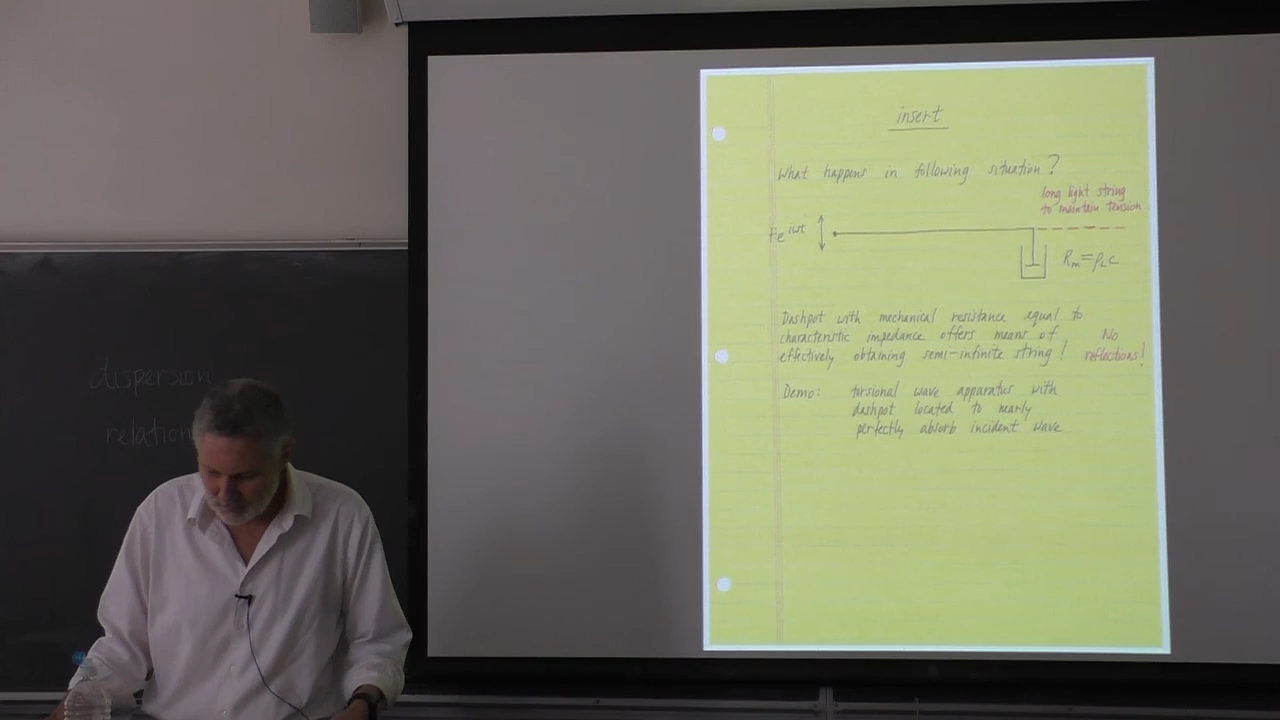 insert
What happens in following situation?
long light string
to maintain tension
Fe^iωt
Rm=ρLc
Dashpot with mechanical resistance equal to
characteristic impedance offers means of
effectively obtaining semi-infinite string!
No
reflections!
Demo: torsional wave apparatus with
dashpot located to nearly
perfectly absorb incident wave
dispersion
relation